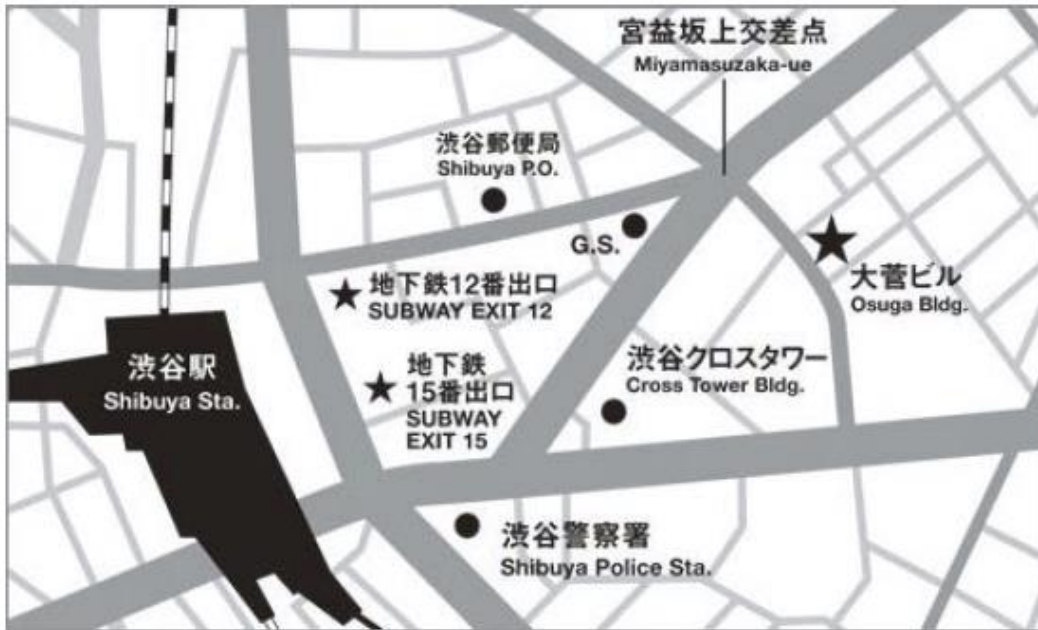 宮益坂上交差点
Miyamasuzaka-ue
渋谷郵便局
Shibuya P.O.
G.S.
大菅ビル
Osuga Bldg.
地下鉄12番出口
SUBWAY EXIT 12
渋谷駅
Shibuya Sta.
地下鉄
15番出口
SUBWAY
EXIT 15
渋谷クロスタワー
Cross Tower Bldg.
渋谷警察署
Shibuya Police Sta.